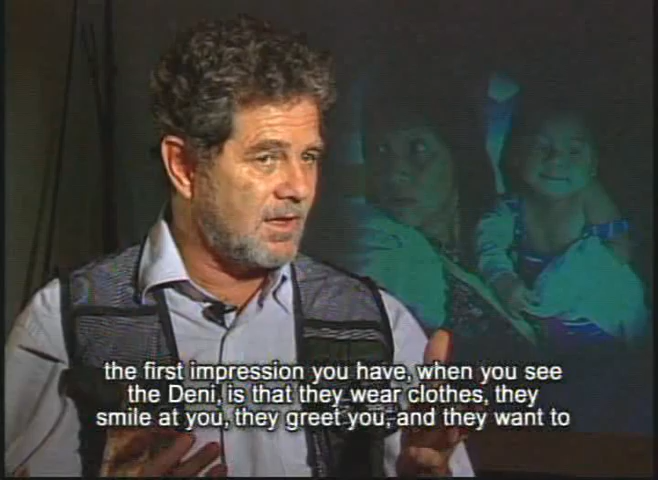 the first impression you have, when you see
the Deni, is that they wear clothes, they
smile at you, they greet you, and they want to